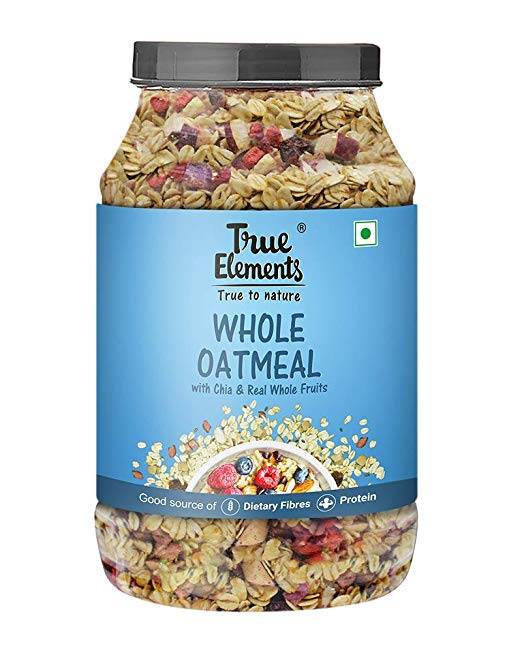 True ®
Elements
True to nature
WHOLE
OATMEAL
with Chia & Real Whole Fruits
Good source of Dietary Fibres Protein